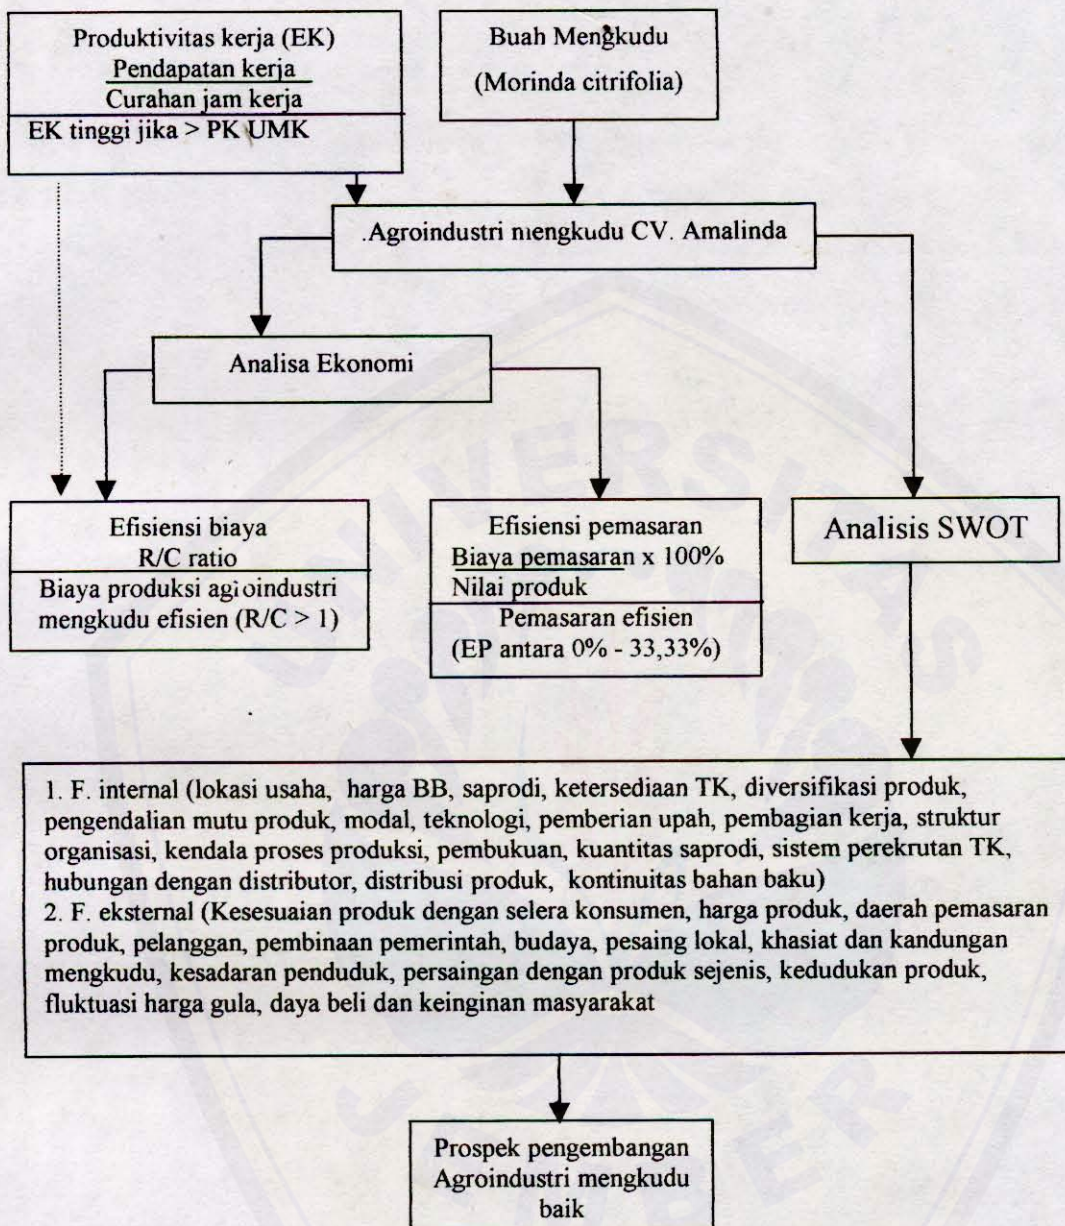 Produktivitas kerja (EK)
Pendapatan kerja
Curahan jam kerja
EK tinggi jika > PK UMK
Buah Mengkudu
(Morinda citrifolia)
.Agroindustri mengkudu CV. Amalinda
Analisa Ekonomi
Efisiensi biaya
R/C ratio
Biaya produksi agioindustri
mengkudu efisien (R/C > 1)
Efisiensi pemasaran
Biaya pemasaran x 100%
Nilai produk
Pemasaran efisien
(EP antara 0% - 33,33%)
Analisis SWOT
1. F. internal (lokasi usaha, harga BB, saprodi, ketersediaan TK, diversifikasi produk,
pengendalian mutu produk, modal, teknologi, pemberian upah, pembagian kerja, struktur
organisasi, kendala proses produksi, pembukuan, kuantitas saprodi, sistem perekrutan TK,
hubungan dengan distributor, distribusi produk, kontinuitas bahan baku)
2. F. eksternal (Kesesuaian produk dengan selera konsumen, harga produk, daerah pemasaran
produk, pelanggan, pembinaan pemerintah, budaya, pesaing lokal, khasiat dan kandungan
mengkudu, kesadaran penduduk, persaingan dengan produk sejenis, kedudukan produk,
fluktuasi harga gula, daya beli dan keinginan masyarakat
Prospek pengembangan
Agroindustri mengkudu
baik
UNIVERSITAS
JEMBER